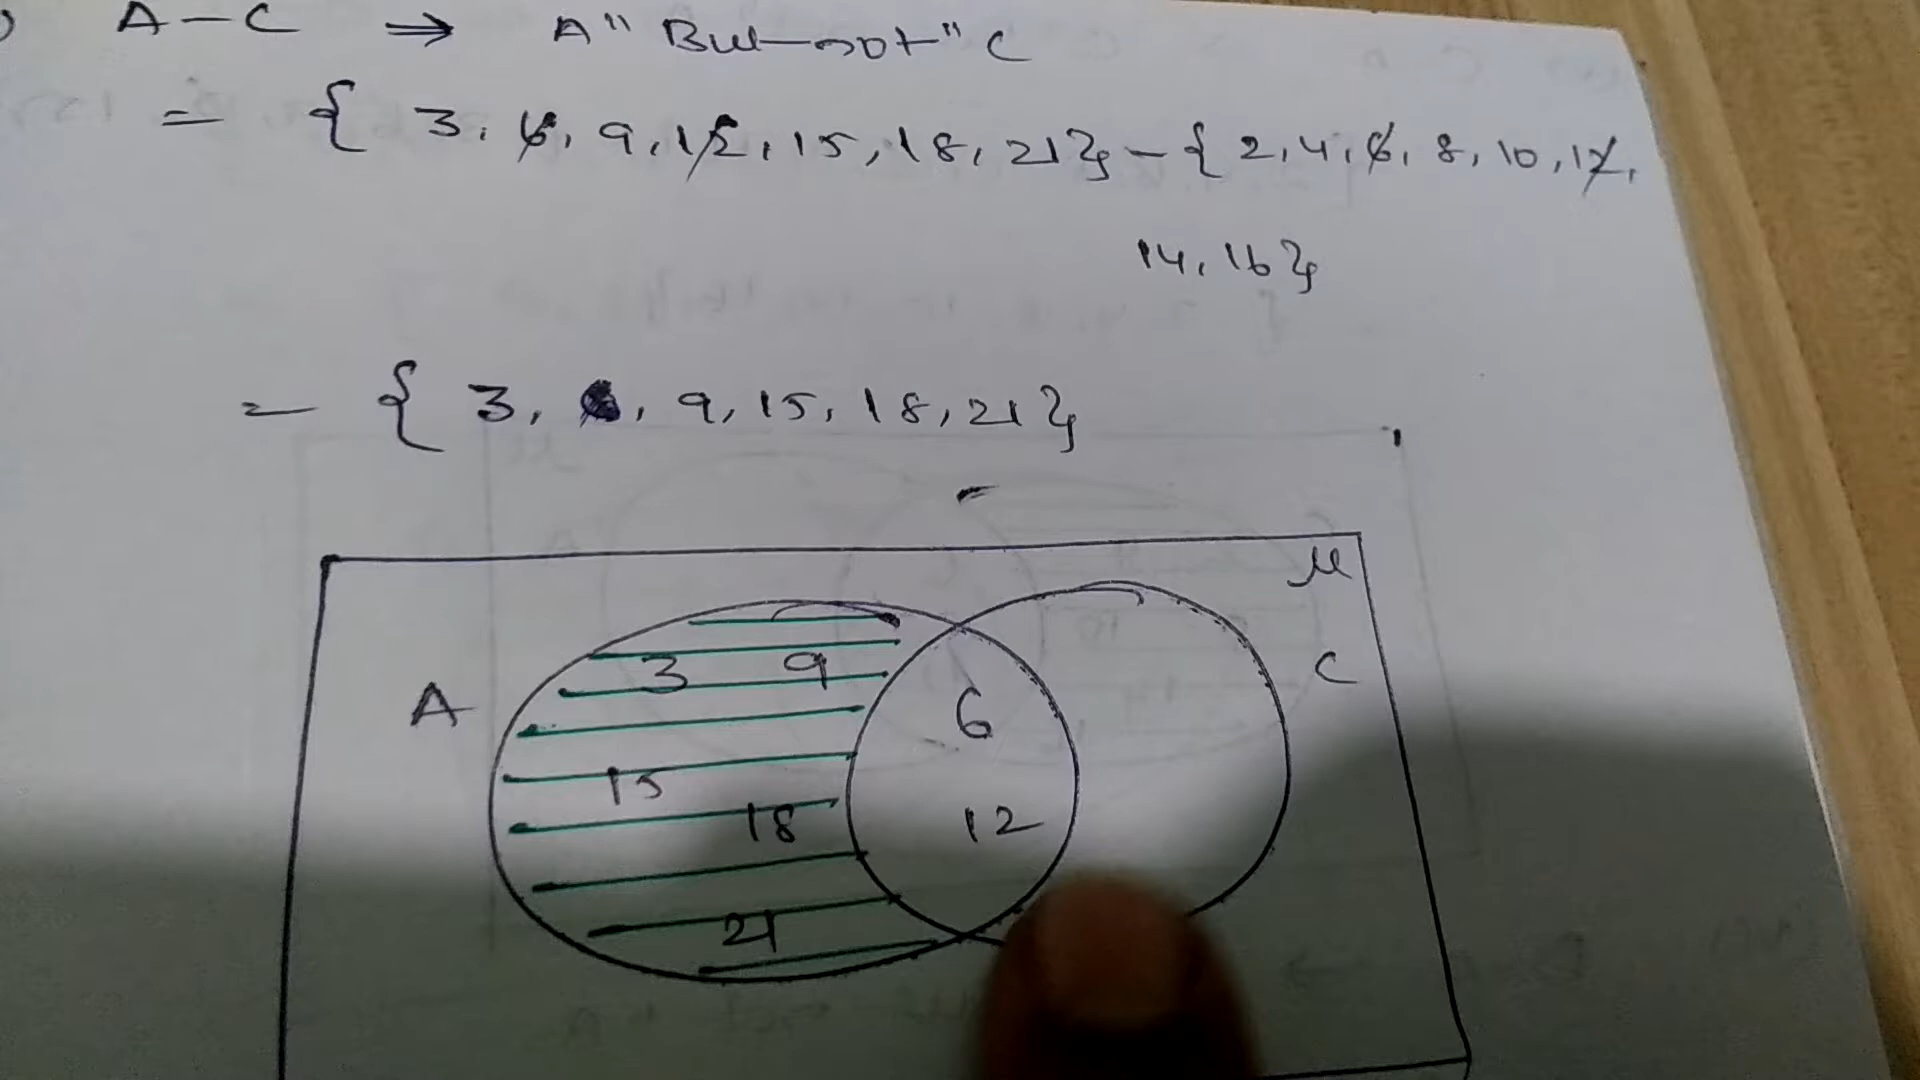 A - C ⇒ A" But not" C
= { 3, 6, 9, 12, 15, 18, 21} - { 2, 4, 6, 8, 10, 12,
14, 16}
= { 3, , 9, 15, 18, 21}
μ
A 3 9 6 C
15 18 12
21